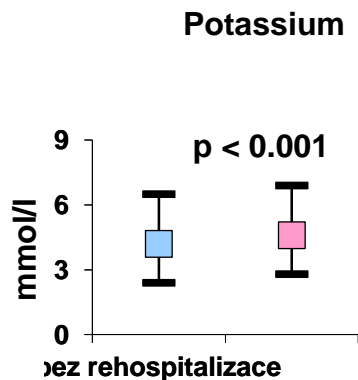 Potassium
9
p < 0.001
6
mmol/l
3
0
bez rehospitalizace